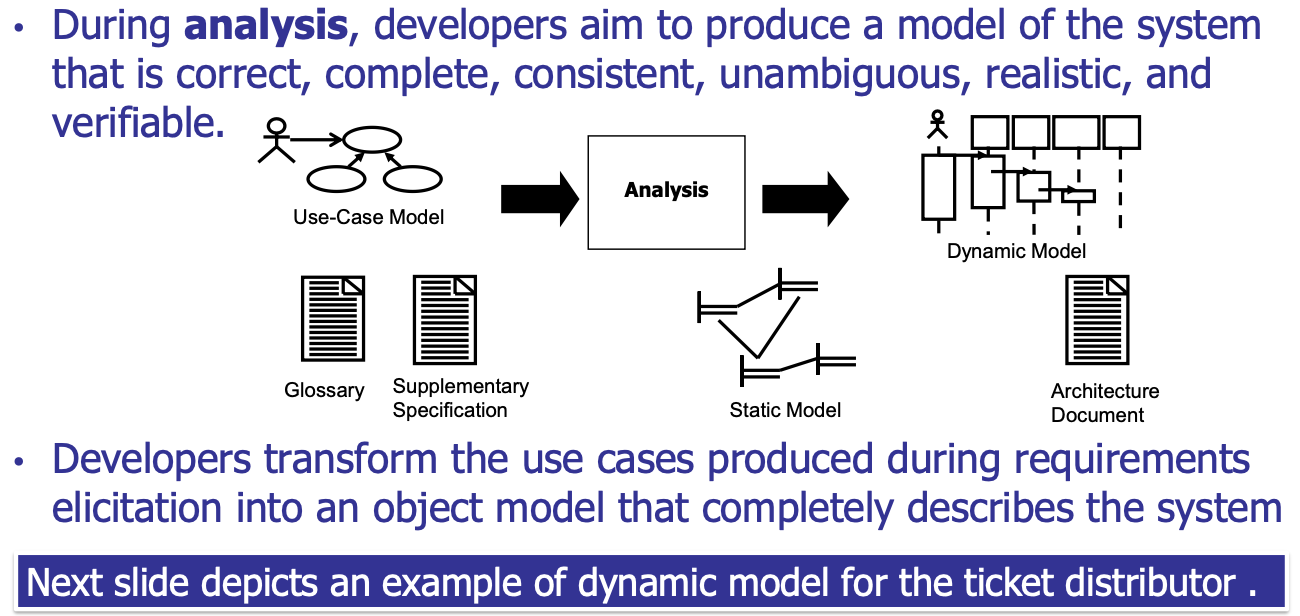 • During analysis, developers aim to produce a model of the system
that is correct, complete, consistent, unambiguous, realistic, and
verifiable.
Use-Case Model
Analysis
Dynamic Model
Glossary
Supplementary
Specification
Static Model
Architecture
Document
• Developers transform the use cases produced during requirements
elicitation into an object model that completely describes the system
Next slide depicts an example of dynamic model for the ticket distributor .